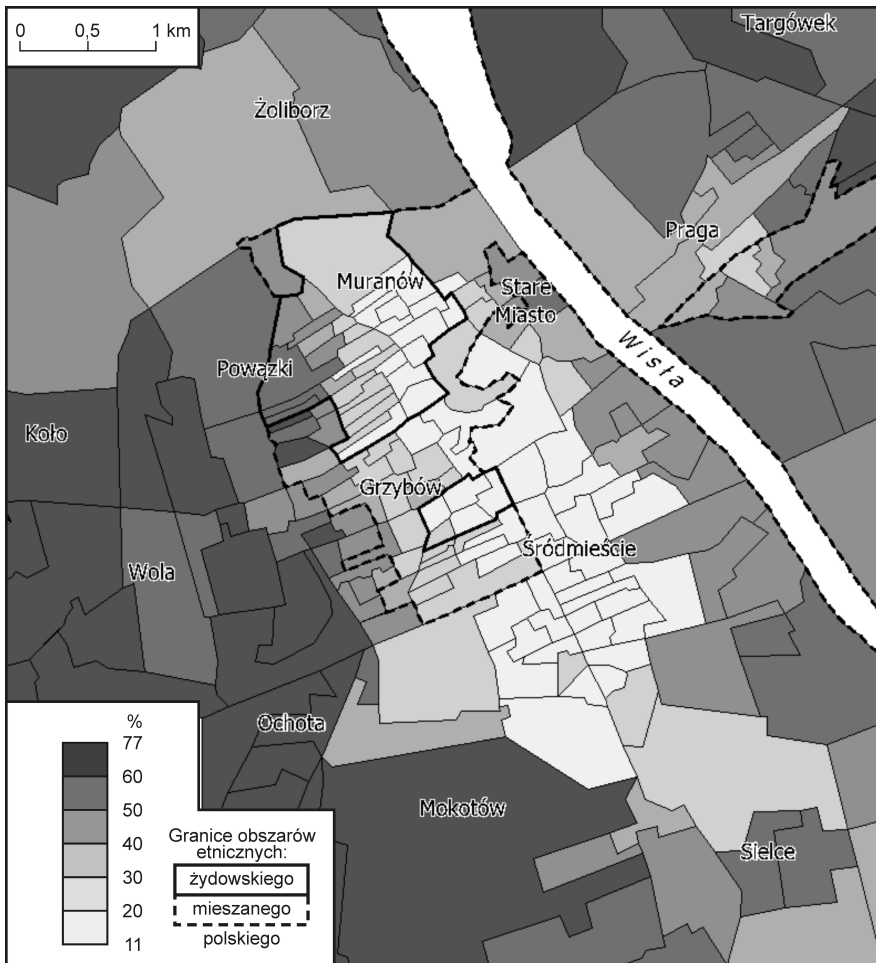 0 0,5 1 km
Targówek
Żoliborz
Praga
Muranów
Stare
Miasto
Wisła
Powązki
Koło
Grzybów
Śródmieście
Wola
Ochota
Mokotów
Sielce
%
77
60
50
40
30
20
11
Granice obszarów
etnicznych:
żydowskiego
mieszanego
polskiego